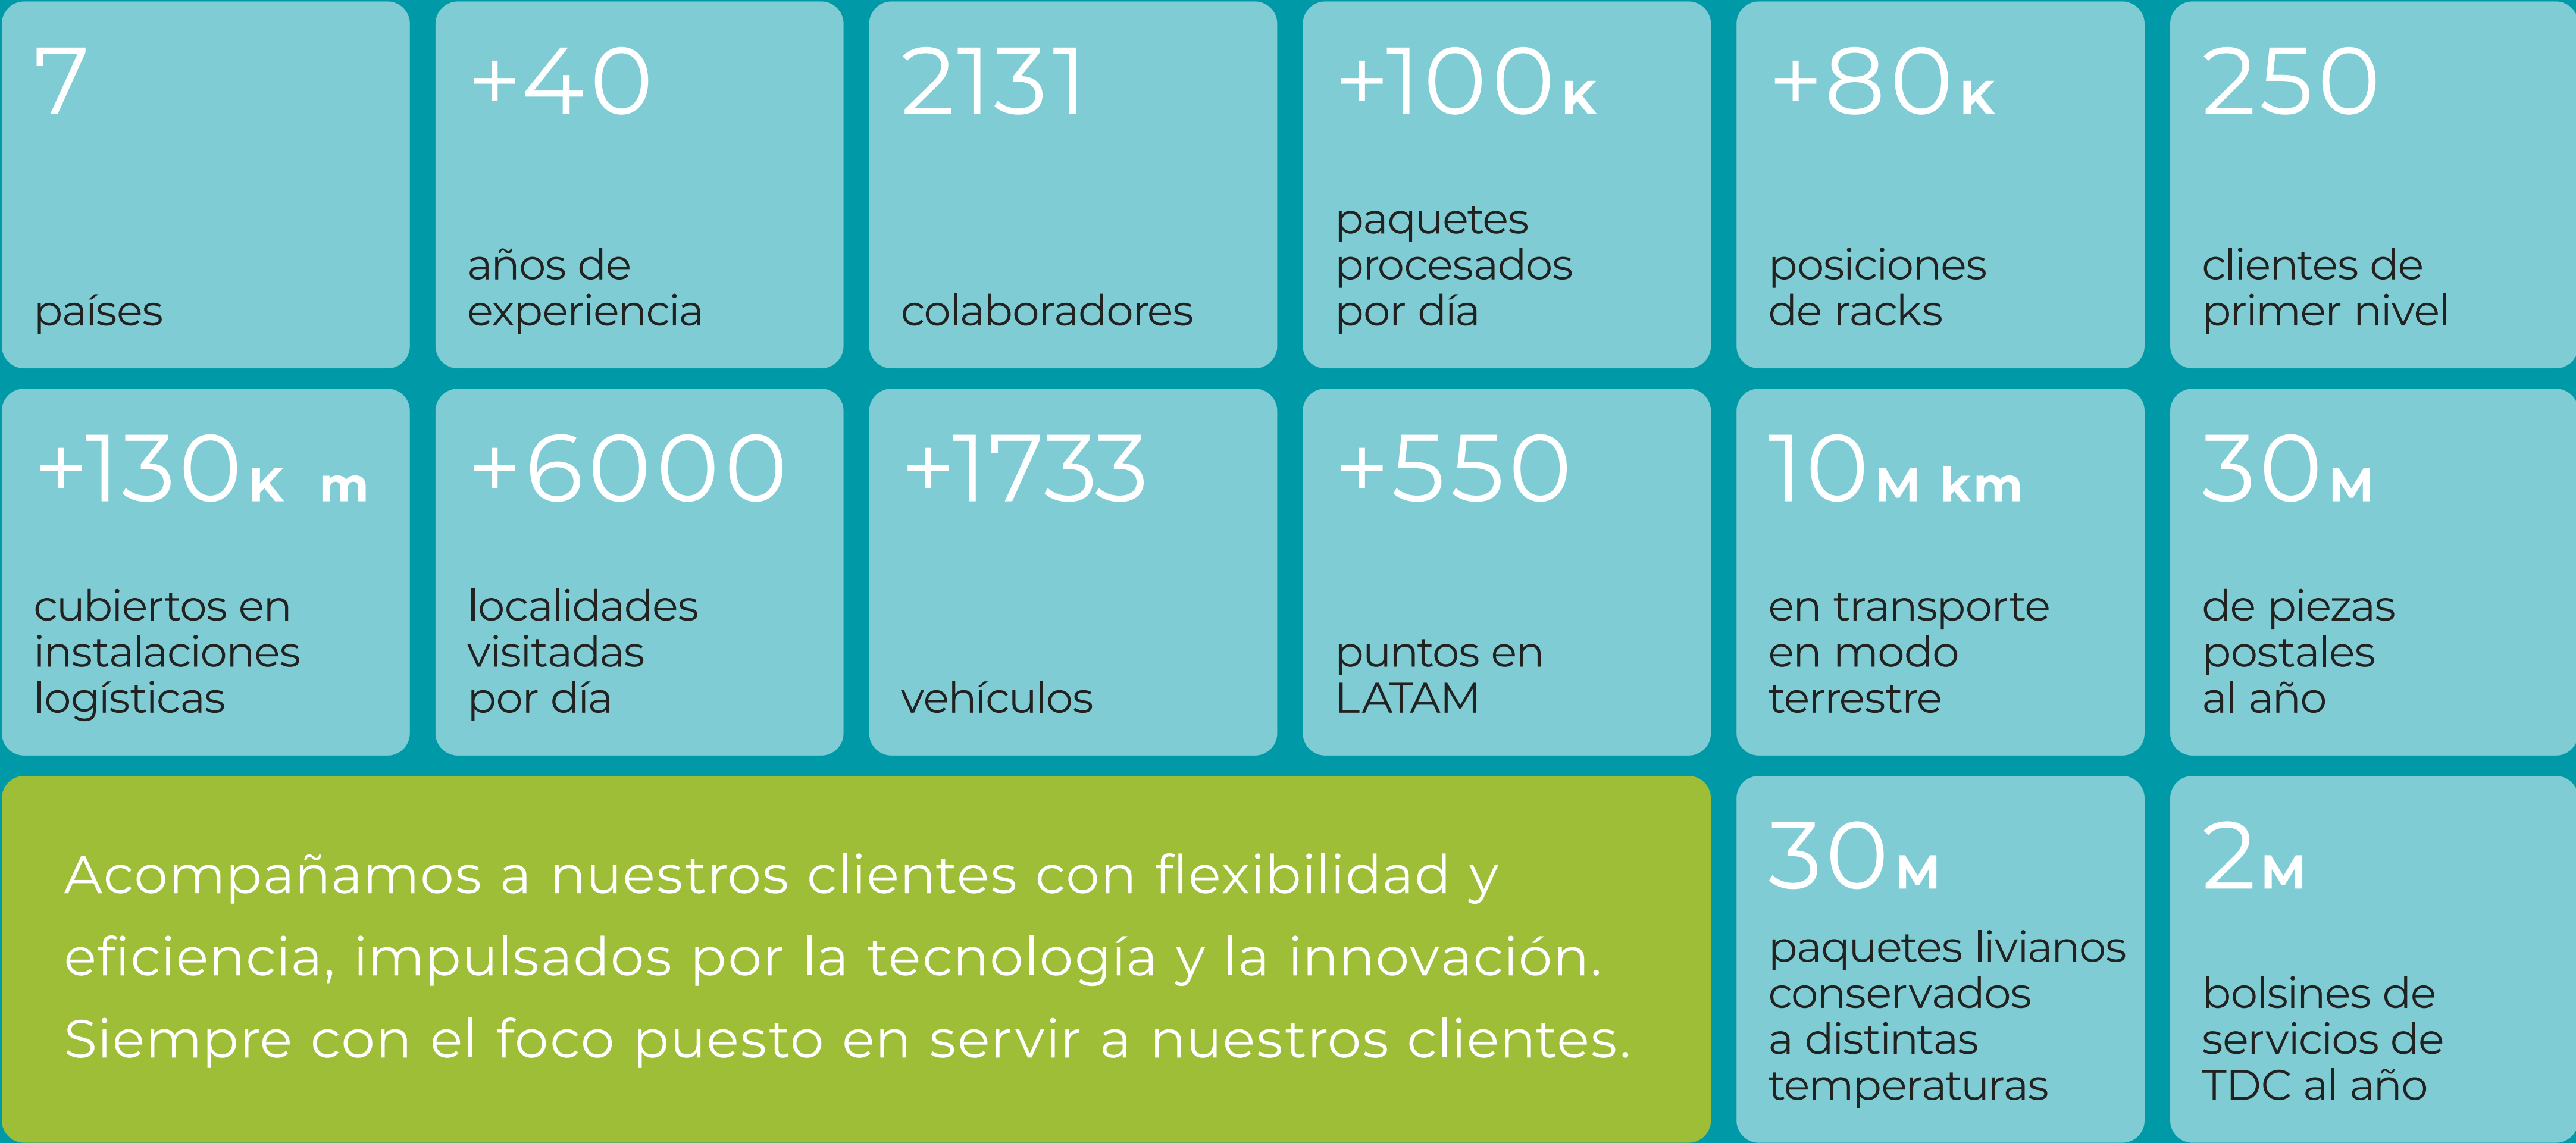 7
países
+40
años de
experiencia
2131
colaboradores
+100K
paquetes
procesados
por día
+80K
posiciones
de racks
250
clientes de
primer nivel
+130K m
cubiertos en
instalaciones
logísticas
+6000
localidades
visitadas
por día
+1733
vehículos
+550
puntos en
LATAM
10M km
en transporte
en modo
terrestre
30M
de piezas
postales
al año
Acompañamos a nuestros clientes con flexibilidad y
eficiencia, impulsados por la tecnología y la innovación.
Siempre con el foco puesto en servir a nuestros clientes.
30M
paquetes livianos
conservados
a distintas
temperaturas
2M
bolsines de
servicios de
TDC al año